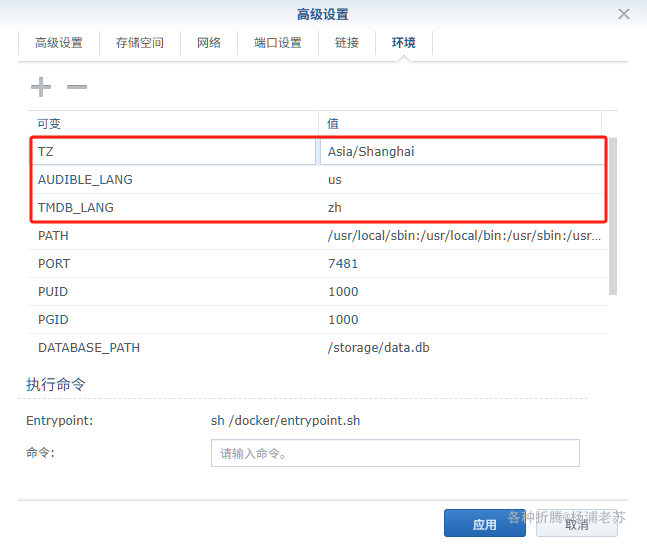 高级设置
高级设置 存储空间 网络 端口设置 链接 环境
可变 值
TZ Asia/Shanghai
AUDIBLE_LANG us
TMDB_LANG zh
PATH /usr/local/sbin:/usr/local/bin:/usr/sbin:/usr...
PORT 7481
PUID 1000
PGID 1000
DATABASE_PATH /storage/data.db
执行命令
Entrypoint: sh /docker/entrypoint.sh
命令: 请输入命令。
应用 取消
各种折腾@杨浦老苏